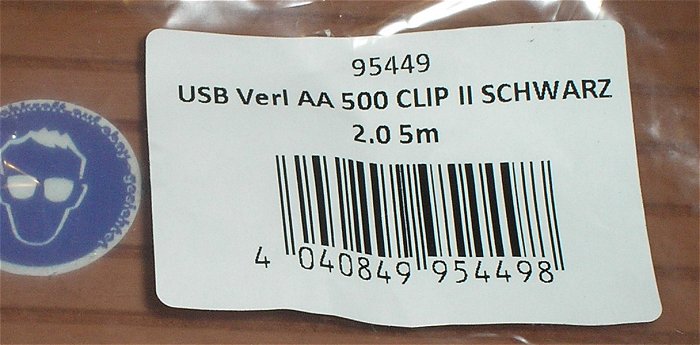 95449
USB Verl AA 500 CLIP II SCHWARZ
2.0 5m
4 040849 954498